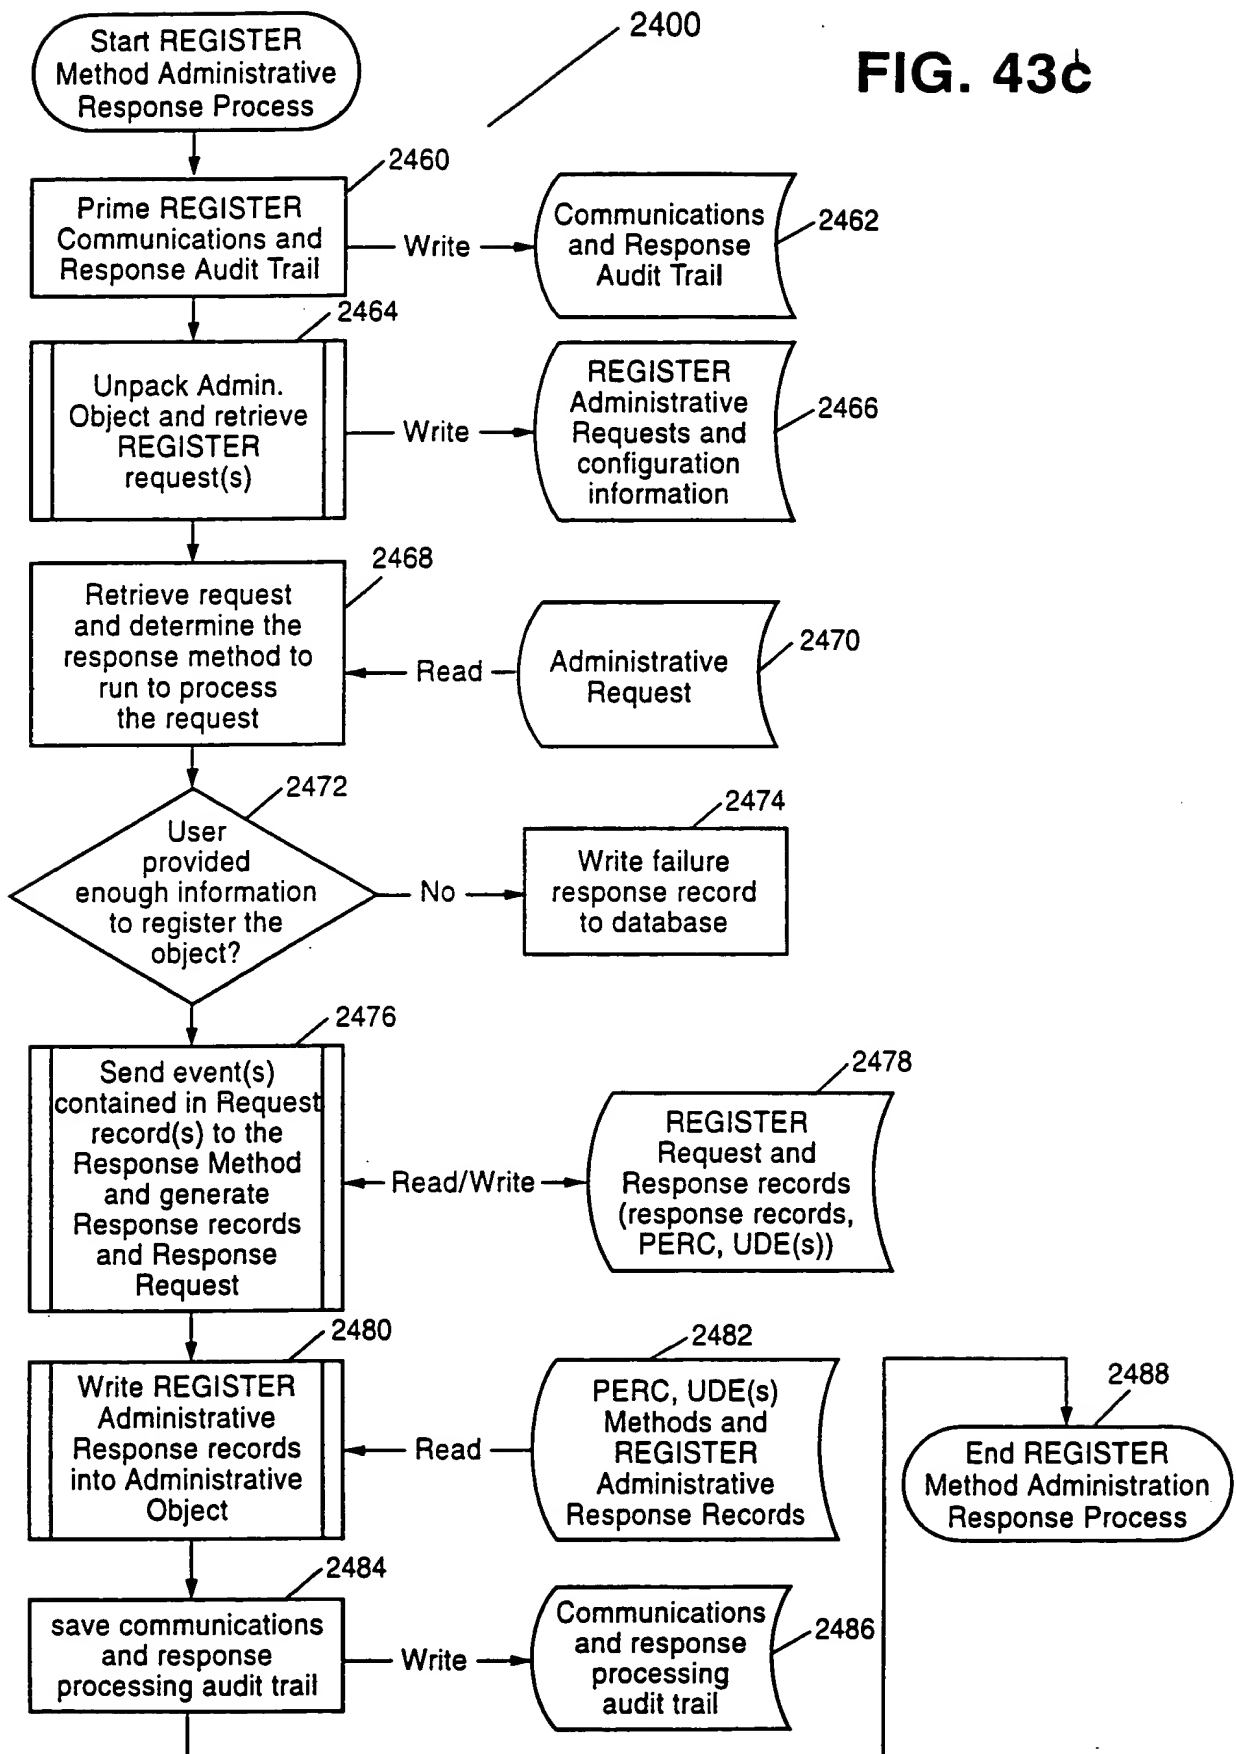 Start REGISTER
Method Administrative
Response Process
2400
FIG. 43c
2460
Prime REGISTER
Communications and
Response Audit Trail
Write
Communications
and Response
Audit Trail
2462
2464
Unpack Admin.
Object and retrieve
REGISTER
request(s)
Write
REGISTER
Administrative
Requests and
configuration
information
2466
2468
Retrieve request
and determine the
response method to
run to process
the request
Read
Administrative
Request
2470
2472
User
provided
enough information
to register the
object?
No
2474
Write failure
response record
to database
2476
Send event(s)
contained in Request
record(s) to the
Response Method
and generate
Response records
and Response
Request
Read/Write
2478
REGISTER
Request and
Response records
(response records,
PERC, UDE(s))
2480
Write REGISTER
Administrative
Response records
into Administrative
Object
Read
2482
PERC, UDE(s)
Methods and
REGISTER
Administrative
Response Records
2484
save communications
and response
processing audit trail
Write
Communications
and response
processing
audit trail
2486
2488
End REGISTER
Method Administration
Response Process